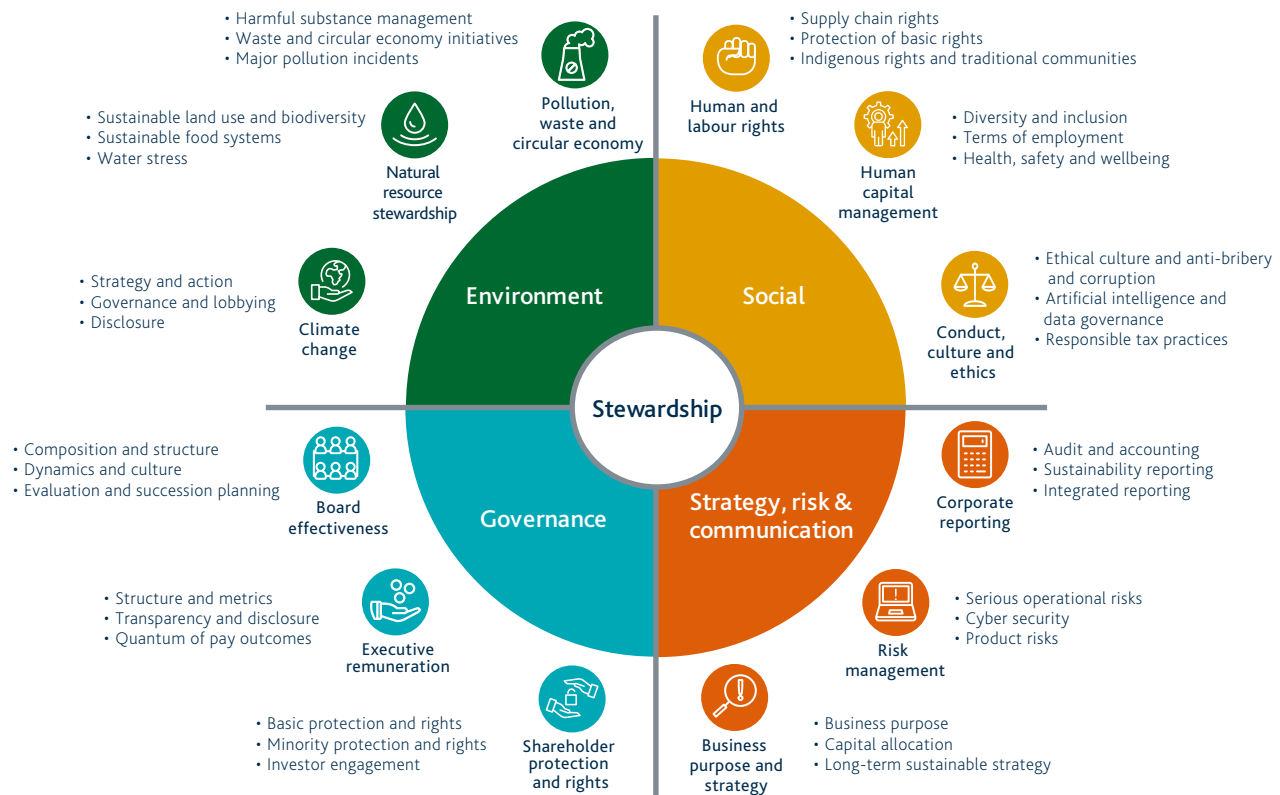 • Harmful substance management
• Waste and circular economy initiatives
• Major pollution incidents
Pollution,
waste and
circular economy
• Sustainable land use and biodiversity
• Sustainable food systems
• Water stress
Natural
resource
stewardship
• Strategy and action
• Governance and lobbying
• Disclosure
Climate
change
Environment
• Supply chain rights
• Protection of basic rights
• Indigenous rights and traditional communities
Human and
labour rights
• Diversity and inclusion
• Terms of employment
• Health, safety and wellbeing
Human
capital
management
• Ethical culture and anti-bribery
and corruption
• Artificial intelligence and
data governance
• Responsible tax practices
Conduct,
culture and
ethics
Social
Stewardship
• Composition and structure
• Dynamics and culture
• Evaluation and succession planning
Board
effectiveness
Governance
• Structure and metrics
• Transparency and disclosure
• Quantum of pay outcomes
Executive
remuneration
• Basic protection and rights
• Minority protection and rights
• Investor engagement
Shareholder
protection
and rights
Strategy, risk &
communication
• Audit and accounting
• Sustainability reporting
• Integrated reporting
Corporate
reporting
• Serious operational risks
• Cyber security
• Product risks
Risk
management
• Business purpose
• Capital allocation
• Long-term sustainable strategy
Business
purpose and
strategy